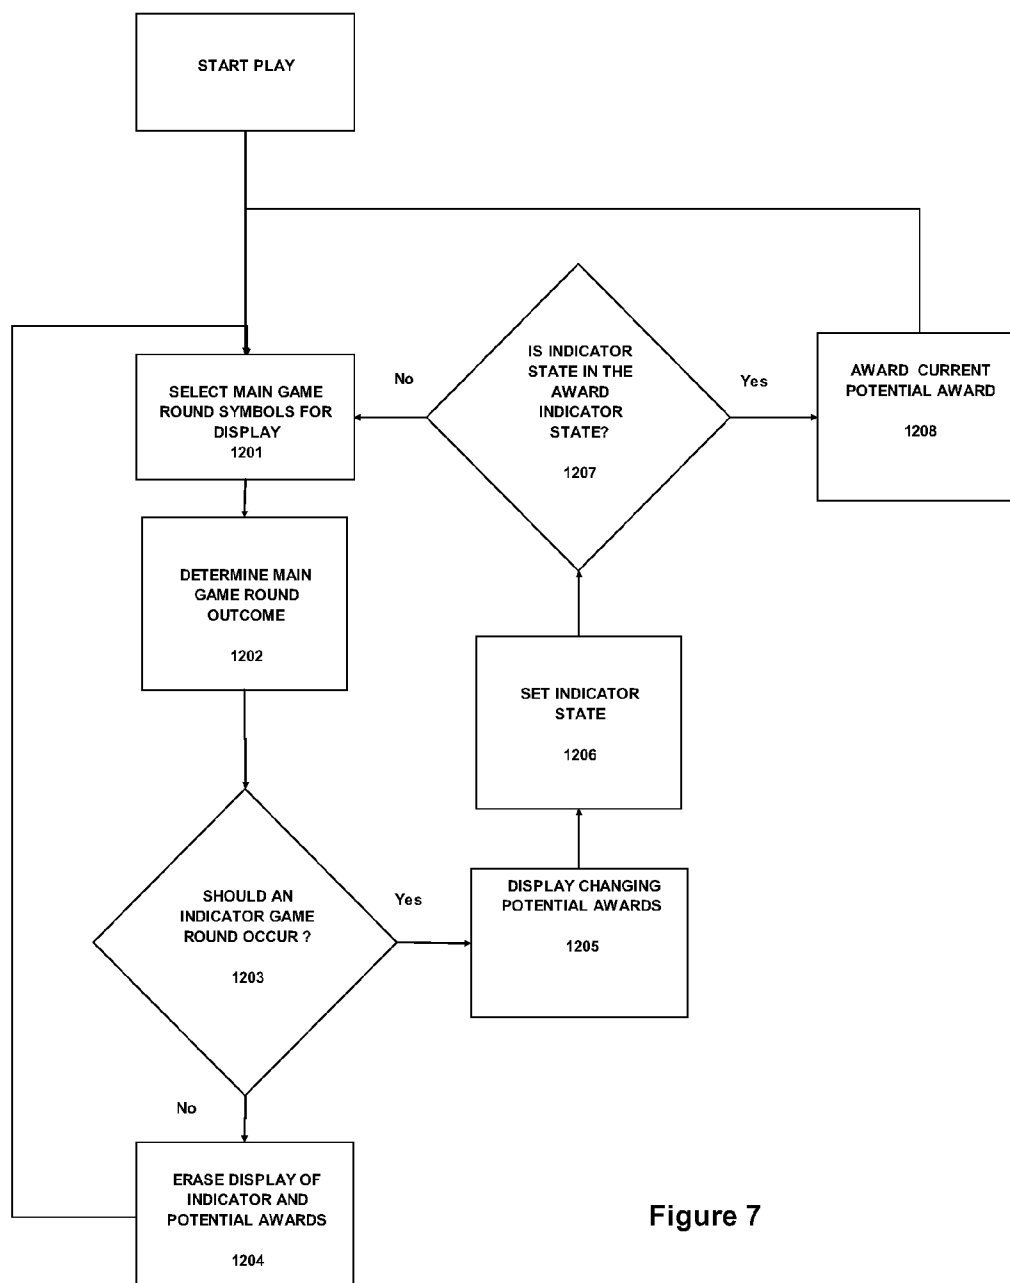 START PLAY
SELECT MAIN GAME
ROUND SYMBOLS FOR
DISPLAY
1201
No
IS INDICATOR
STATE IN THE
AWARD
INDICATOR
STATE?
1207
Yes
AWARD CURRENT
POTENTIAL AWARD
1208
DETERMINE MAIN
GAME ROUND
OUTCOME
1202
SET INDICATOR
STATE
1206
SHOULD AN
INDICATOR GAME
ROUND OCCUR ?
1203
Yes
DISPLAY CHANGING
POTENTIAL AWARDS
1205
No
ERASE DISPLAY OF
INDICATOR AND
POTENTIAL AWARDS
1204
Figure 7